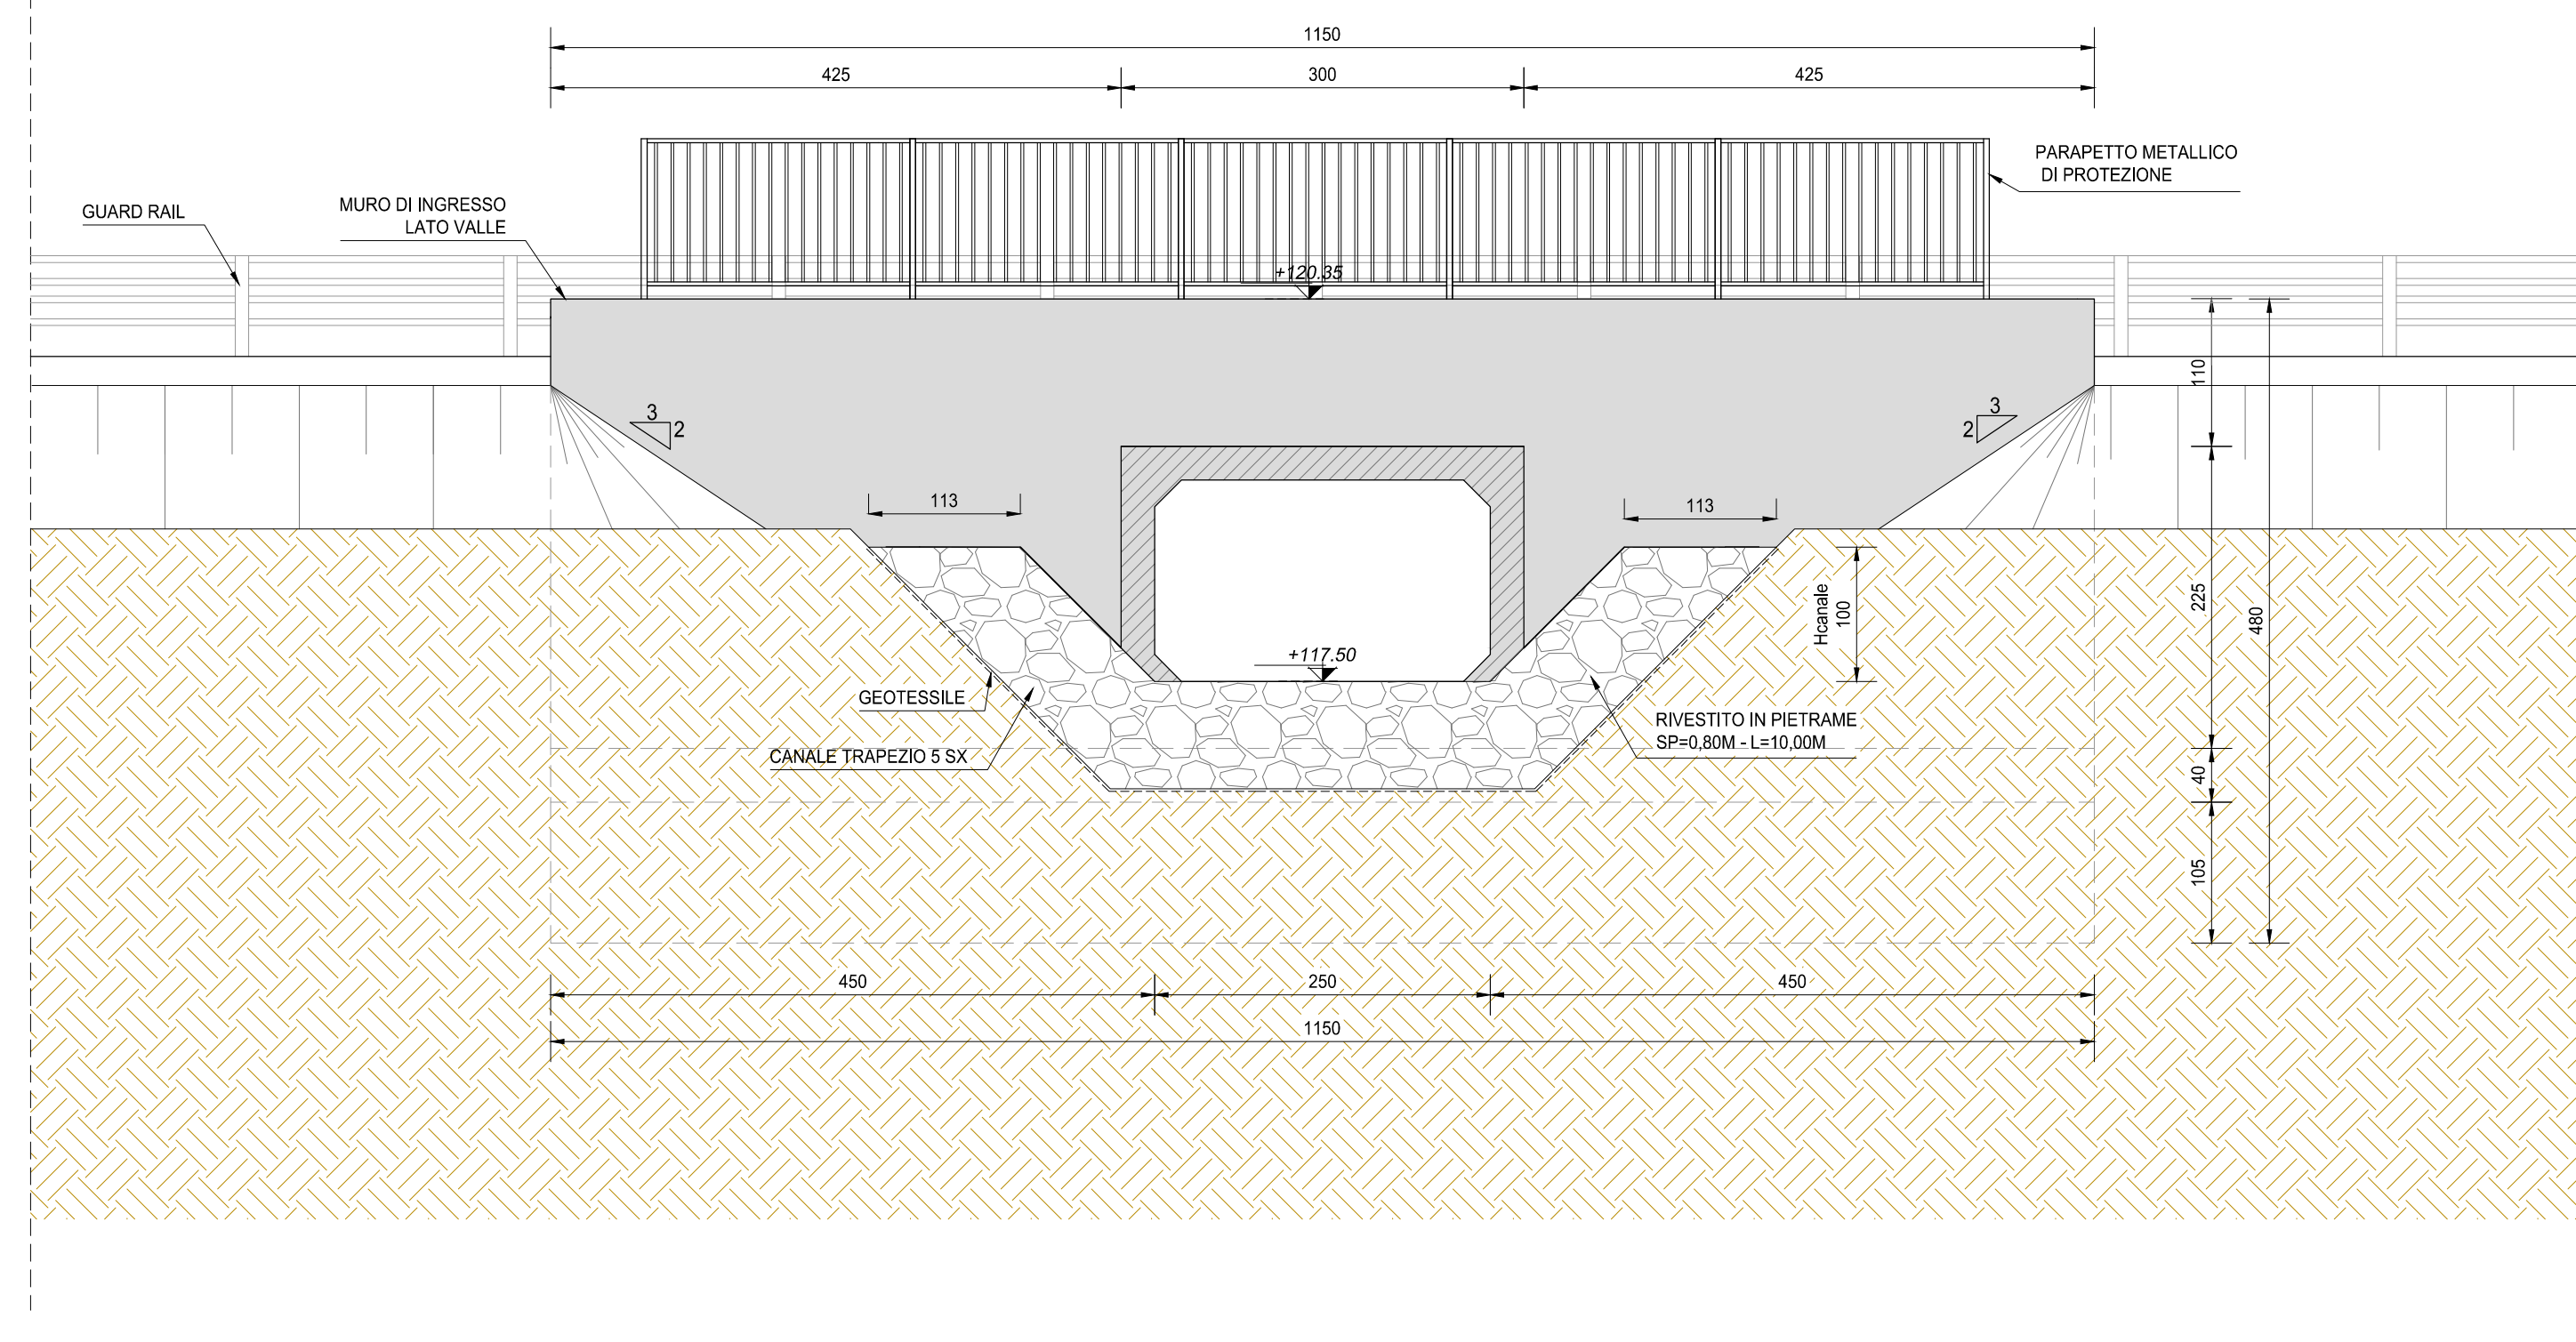 1150
425
300
425
PARAPETTO METALLICO
DI PROTEZIONE
GUARD RAIL
MURO DI INGRESSO
LATO VALLE
+120.35
110
3
2
3
2
113
113
Hcanale
100
225
480
+117.50
GEOTESSILE
CANALE TRAPEZIO 5 SX
RIVESTITO IN PIETRAME
SP=0,80M - L=10,00M
40
105
450
250
450
1150